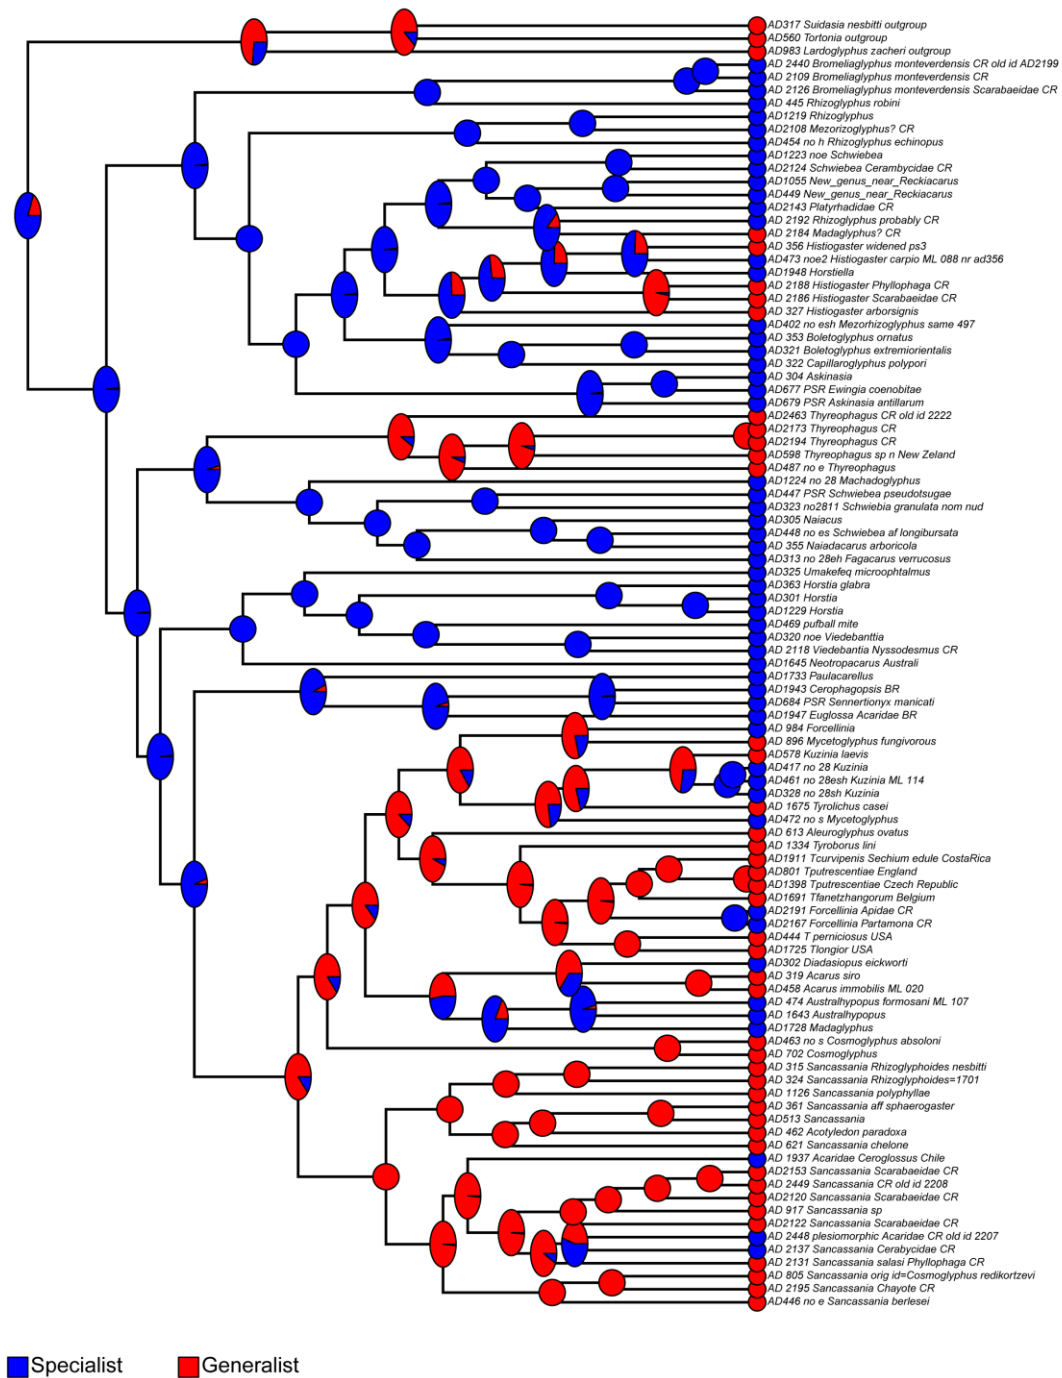 AD317 Suidasia nesbitti outgroup
AD560 Tortonia outgroup
AD983 Lardoglyphus zacheri outgroup
AD 2440 Bromeliaglyphus monteverdensis CR old id AD2199
AD 2109 Bromeliaglyphus monteverdensis CR
AD 2126 Bromeliaglyphus monteverdensis Scarabaeidae CR
AD 445 Rhizoglyphus robini
AD1219 Rhizoglyphus
AD2108 Mezorizoglyphus? CR
AD454 no h Rhizoglyphus echinopus
AD1223 noe Schwiebea
AD2124 Schwiebea Cerambycidae CR
AD1055 New_genus_near_Reckiacarus
AD449 New_genus_near_Reckiacarus
AD2143 Platyrhadidae CR
AD 2192 Rhizoglyphus probably CR
AD 2184 Madaglyphus? CR
AD 356 Histiogaster widened ps3
AD473 noe2 Histiogaster carpio ML 088 nr ad356
AD1948 Horstiella
AD 2188 Histiogaster Phyllophaga CR
AD 2186 Histiogaster Scarabaeidae CR
AD 327 Histiogaster arborsignis
AD402 no esh Mezorhizoglyphus same 497
AD 353 Boletoglyphus ornatus
AD321 Boletoglyphus extremiorientalis
AD 322 Capillaroglyphus polypori
AD 304 Askinasia
AD677 PSR Ewingia coenobitae
AD679 PSR Askinasia antillarum
AD2463 Thyreophagus CR old id 2222
AD2173 Thyreophagus CR
AD2194 Thyreophagus CR
AD598 Thyreophagus sp n New Zeland
AD487 no e Thyreophagus
AD1224 no 28 Machadoglyphus
AD447 PSR Schwiebea pseudotsugae
AD323 no2811 Schwiebia granulata nom nud
AD305 Naiacus
AD448 no es Schwiebea af longibursata
AD 355 Naiadacarus arboricola
AD313 no 28eh Fagacarus verrucosus
AD325 Umakefeq microophtalmus
AD363 Horstia glabra
AD301 Horstia
AD1229 Horstia
AD469 pufball mite
AD320 noe Viedebanttia
AD 2118 Viedebantia Nyssodesmus CR
AD1645 Neotropacarus Australi
AD1733 Paulacarellus
AD1943 Cerophagopsis BR
AD684 PSR Sennertionyx manicati
AD1947 Euglossa Acaridae BR
AD 984 Forcellinia
AD 896 Mycetoglyphus fungivorous
AD578 Kuzinia laevis
AD417 no 28 Kuzinia
AD461 no 28esh Kuzinia ML 114
AD328 no 28sh Kuzinia
AD 1675 Tyrolichus casei
AD472 no s Mycetoglyphus
AD 613 Aleuroglyphus ovatus
AD 1334 Tyroborus lini
AD1911 Tcurvipenis Sechium edule CostaRica
AD801 Tputrescentiae England
AD1398 Tputrescentiae Czech Republic
AD1691 Tfanetzhangorum Belgium
AD2191 Forcellinia Apidae CR
AD2167 Forcellinia Partamona CR
AD444 T perniciosus USA
AD1725 Tlongior USA
AD302 Diadasiopus eickworti
AD 319 Acarus siro
AD458 Acarus immobilis ML 020
AD 474 Australhypopus formosani ML 107
AD 1643 Australhypopus
AD1728 Madaglyphus
AD463 no s Cosmoglyphus absoloni
AD 702 Cosmoglyphus
AD 315 Sancassania Rhizoglyphoides nesbitti
AD 324 Sancassania Rhizoglyphoides=1701
AD 1126 Sancassania polyphyllae
AD 361 Sancassania aff sphaerogaster
AD513 Sancassania
AD 462 Acotyledon paradoxa
AD 621 Sancassania chelone
AD 1937 Acaridae Ceroglossus Chile
AD2153 Sancassania Scarabaeidae CR
AD 2449 Sancassania CR old id 2208
AD2120 Sancassania Scarabaeidae CR
AD 917 Sancassania sp
AD2122 Sancassania Scarabaeidae CR
AD 2448 plesiomorphic Acaridae CR old id 2207
AD 2137 Sancassania Cerabycidae CR
AD 2131 Sancassania salasi Phyllophaga CR
AD 805 Sancassania orig id=Cosmoglyphus redikortzevi
AD 2195 Sancassania Chayote CR
AD446 no e Sancassania berlesei
Specialist Generalist